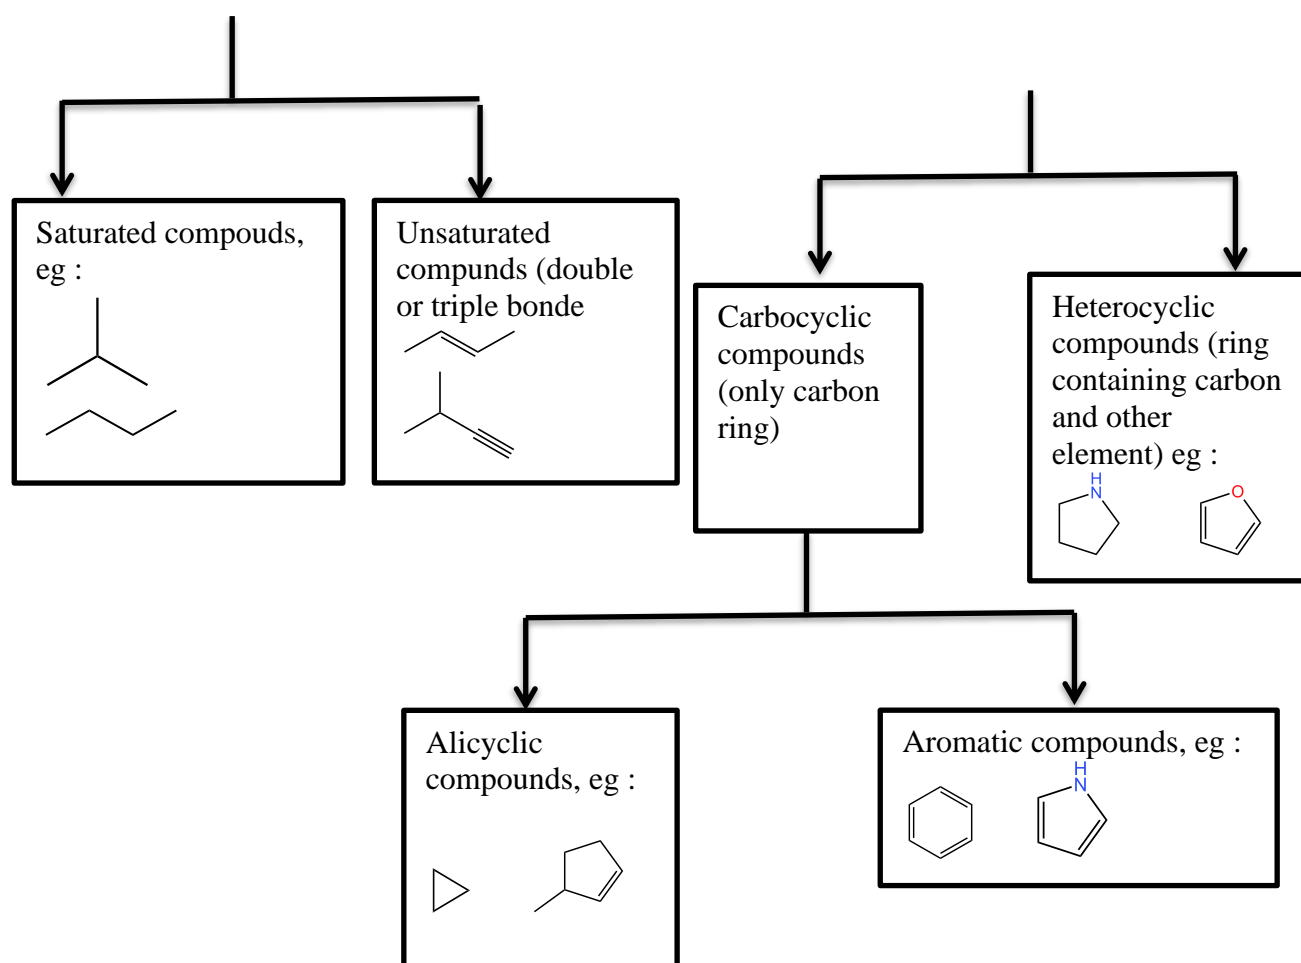 Saturated compouds,
eg :
Unsaturated
compunds (double
or triple bonde
Carbocyclic
compounds
(only carbon
ring)
Heterocyclic
compounds (ring
containing carbon
and other
element) eg :
H
N
O
Alicyclic
compounds, eg :
Aromatic compounds, eg :
H
N